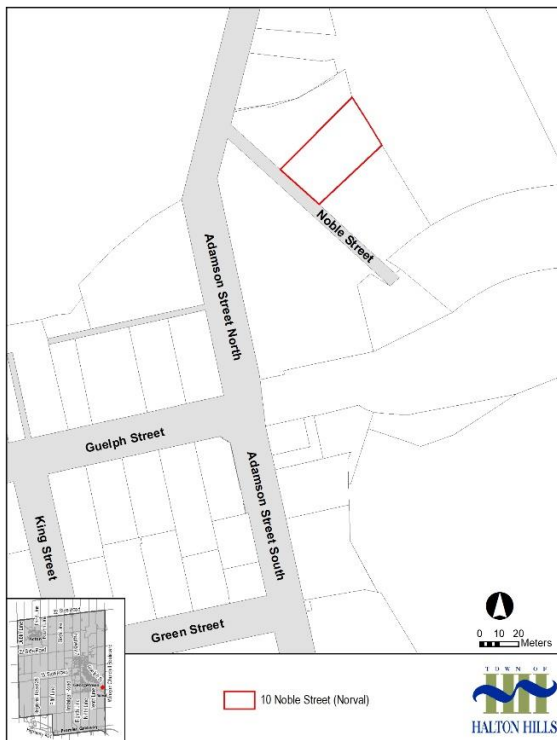 Noble Street
Adamson Street North
Guelph Street
Adamson Street South
King Street
Green Street
0 10 20
Meters
10 Noble Street (Norval)
TOWN OF
HALTON HILLS